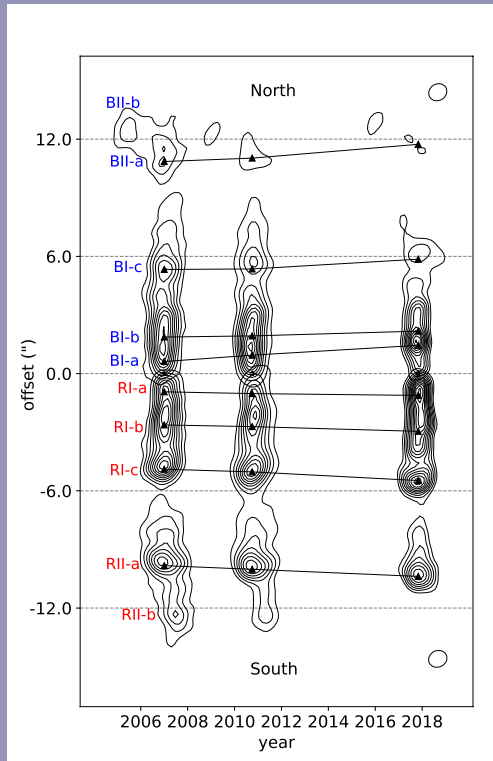 North
BII-b
12.0
BII-a
6.0
BI-c
BI-b
BI-a
0.0
RI-a
offset (")
RI-b
RI-c
-6.0
RII-a
-12.0
RII-b
South
2006 2008 2010 2012 2014 2016 2018
year